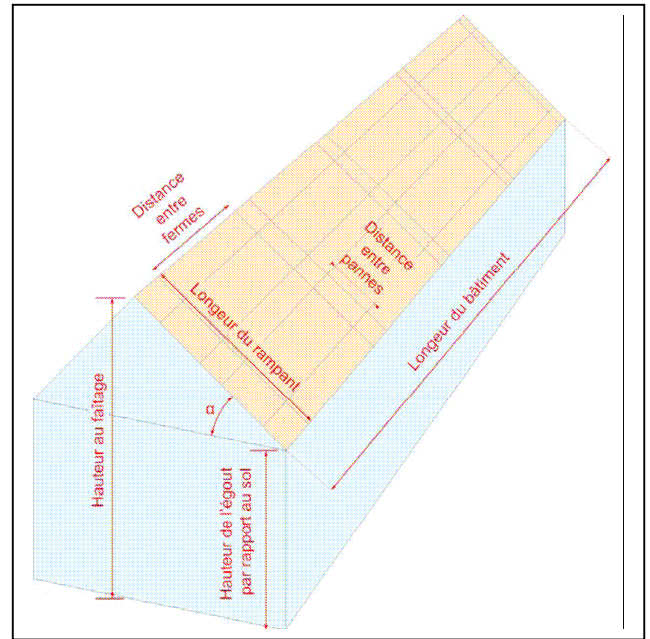 Distance
entre
fermes
Distance
entre
pannes
Longeur du rampant
Longeur du bâtiment
α
Hauteur au faîtage
Hauteur de l'égout
par rapport au sol